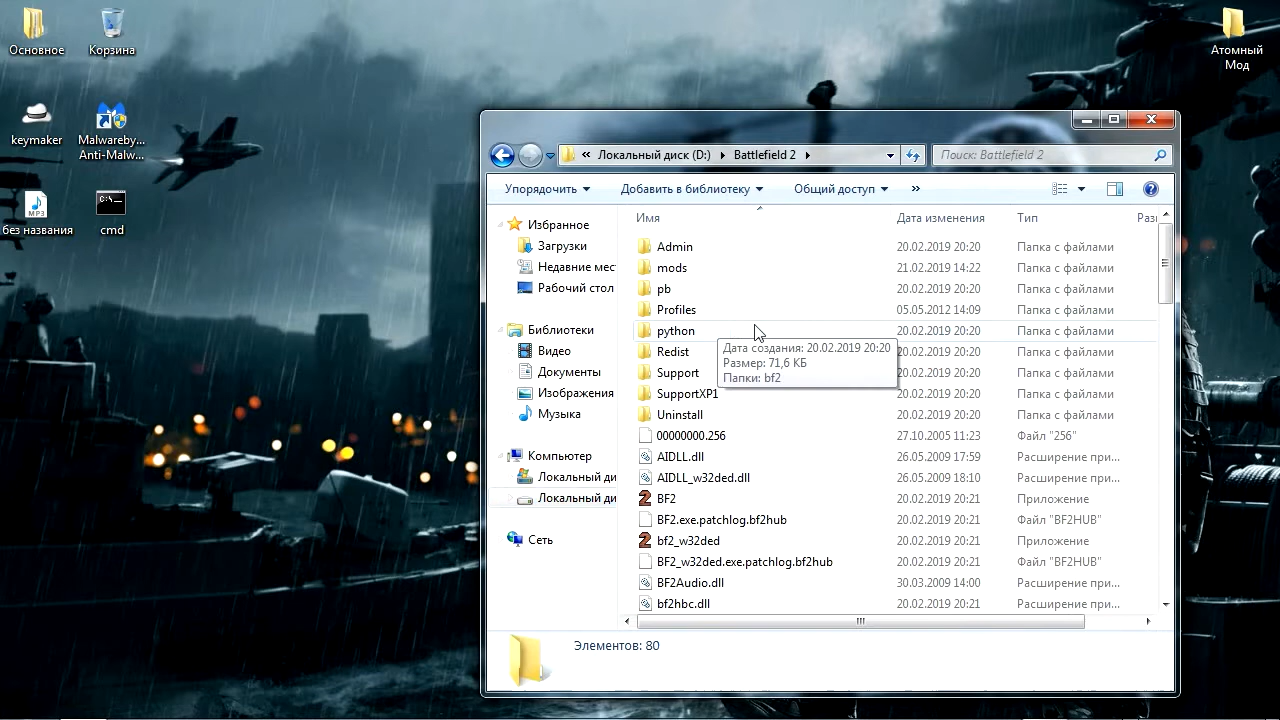 Основное
Корзина
keymaker
Malwareby...
Anti-Malw...
без названия
cmd
Атомный
Мод
Локальный диск (D:)
Battlefield 2
Поиск: Battlefield 2
Упорядочить
Добавить в библиотеку
Общий доступ
»
Избранное
Загрузки
Недавние мес
Рабочий стол
Библиотеки
Видео
Документы
Изображения
Музыка
Компьютер
Локальный ди
Локальный ди
Сеть
Имя Дата изменения Тип Раз
Admin 20.02.2019 20:20 Папка с файлами
mods 21.02.2019 14:22 Папка с файлами
pb 20.02.2019 20:20 Папка с файлами
Profiles 05.05.2012 14:09 Папка с файлами
python 20.02.2019 20:20 Папка с файлами
Redist 20.02.2019 20:20 Папка с файлами
Support 20.02.2019 20:20 Папка с файлами
SupportXP1 20.02.2019 20:20 Папка с файлами
Uninstall 20.02.2019 20:20 Папка с файлами
00000000.256 27.10.2005 11:23 Файл "256"
AIDLL.dll 26.05.2009 17:59 Расширение при...
AIDLL_w32ded.dll 26.05.2009 18:10 Расширение при...
BF2 20.02.2019 20:21 Приложение
BF2.exe.patchlog.bf2hub 20.02.2019 20:21 Файл "BF2HUB"
bf2_w32ded 20.02.2019 20:21 Приложение
BF2_w32ded.exe.patchlog.bf2hub 20.02.2019 20:21 Файл "BF2HUB"
BF2Audio.dll 30.03.2009 14:00 Расширение при...
bf2hbc.dll 20.02.2019 20:21 Расширение при...
Дата создания: 20.02.2019 20:20
Размер: 71,6 КБ
Папки: bf2
Элементов: 80